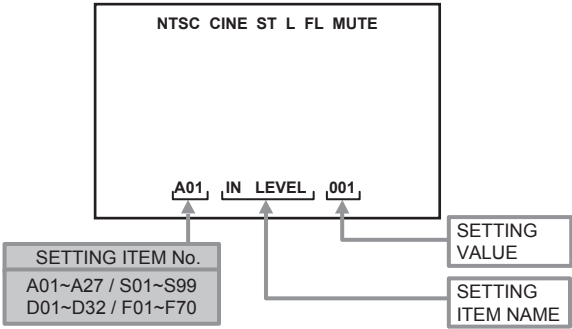 NTSC CINE ST L FL MUTE
A01 IN LEVEL 001
SETTING ITEM No.
A01~A27 / S01~S99
D01~D32 / F01~F70
SETTING
VALUE
SETTING
ITEM NAME